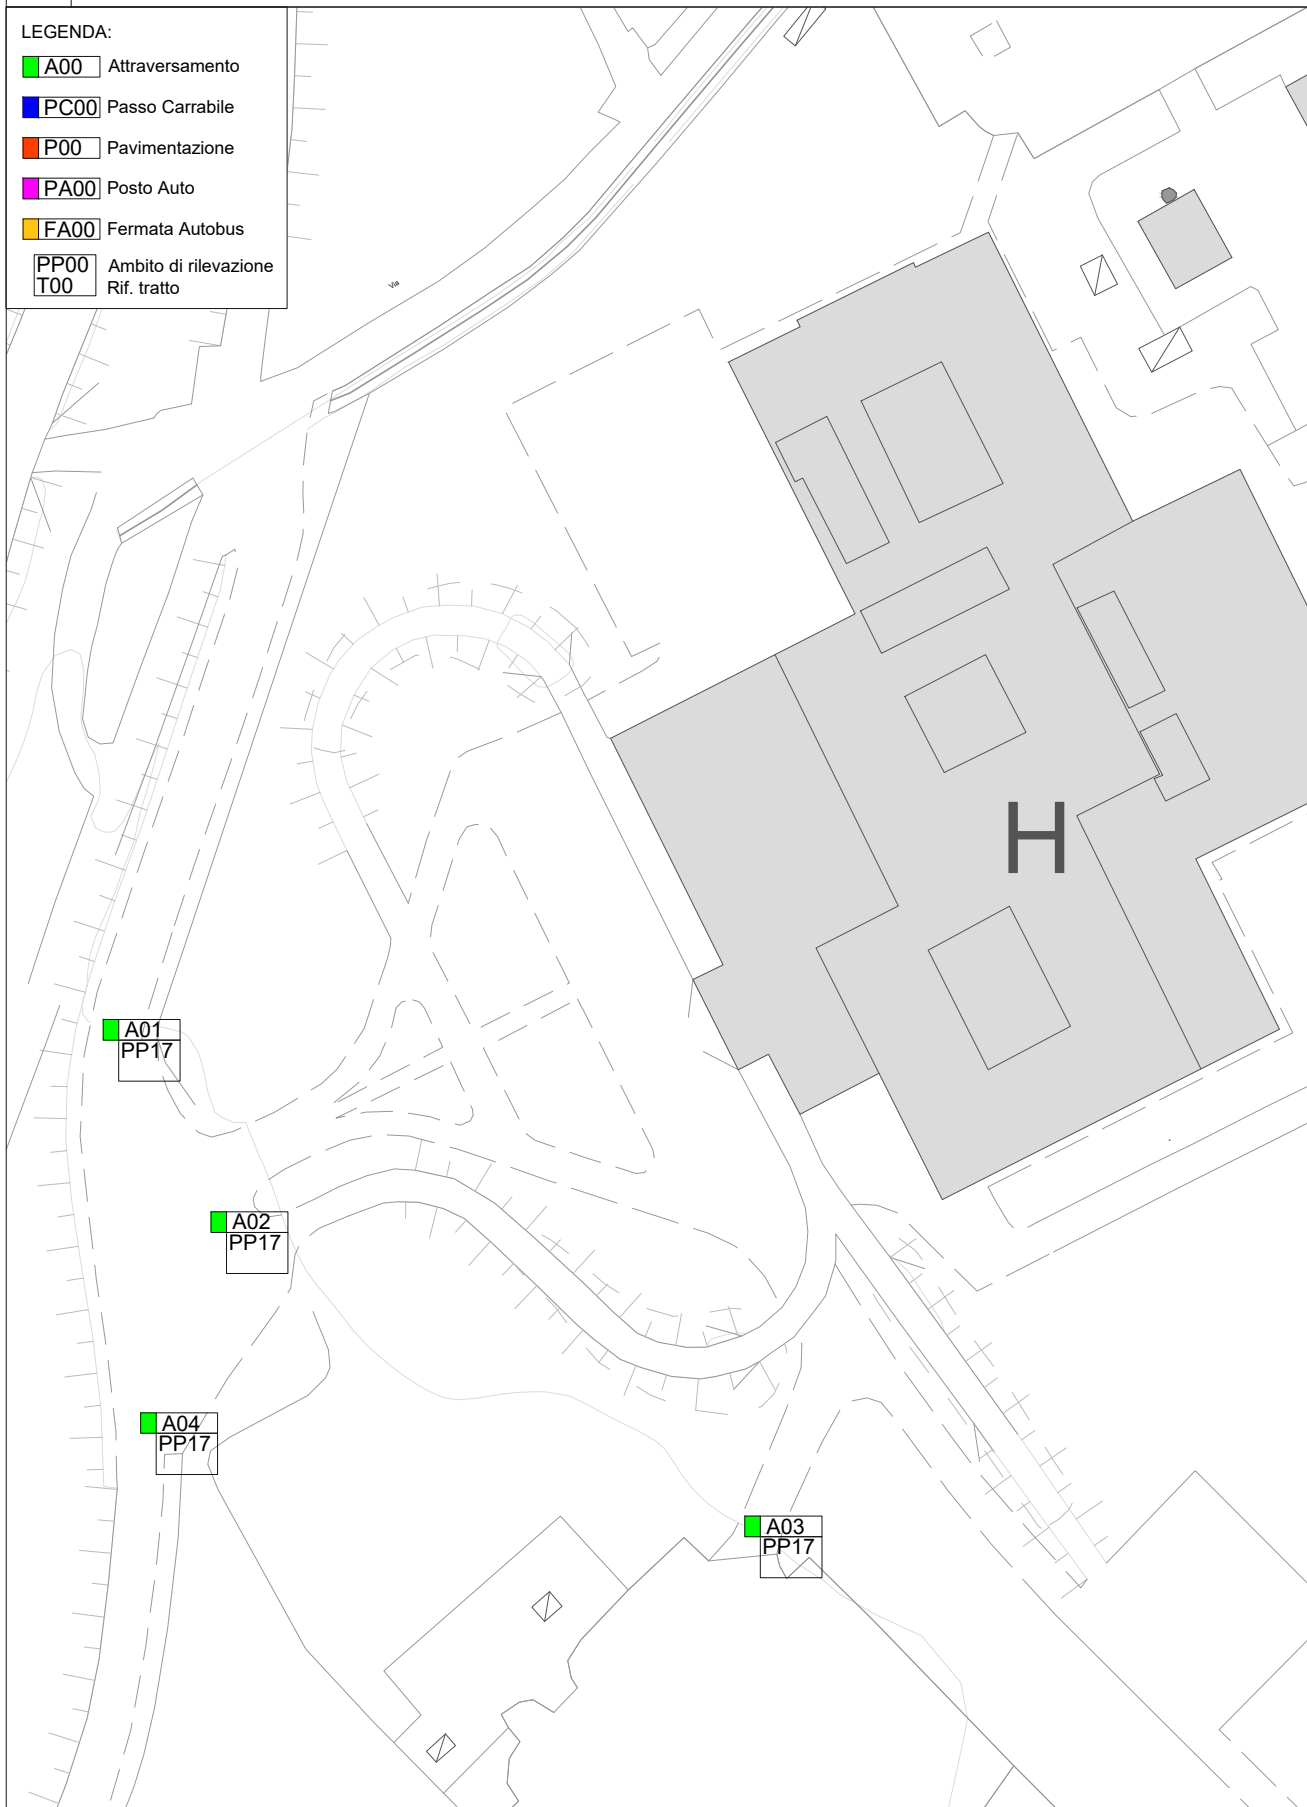 LEGENDA:
A00 Attraversamento
PC00 Passo Carrabile
P00 Pavimentazione
PA00 Posto Auto
FA00 Fermata Autobus
PP00 Ambito di rilevazione
T00 Rif. tratto
Via
H
A01
PP17
A02
PP17
A04
PP17
A03
PP17